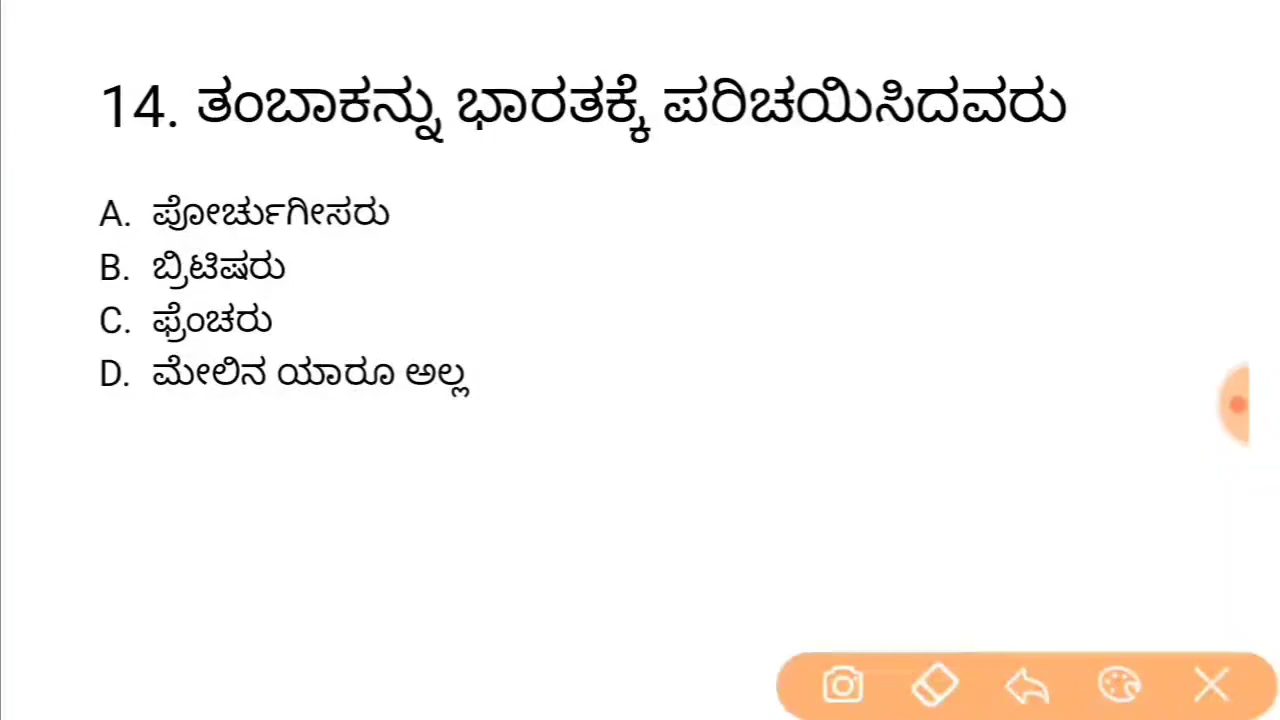 14. ತಂಬಾಕನ್ನು ಭಾರತಕ್ಕೆ ಪರಿಚಯಿಸಿದವರು
A. ಪೋರ್ಚುಗೀಸರು
B. ಬ್ರಿಟಿಷರು
C. ಫ್ರೆಂಚರು
D. ಮೇಲಿನ ಯಾರೂ ಅಲ್ಲ